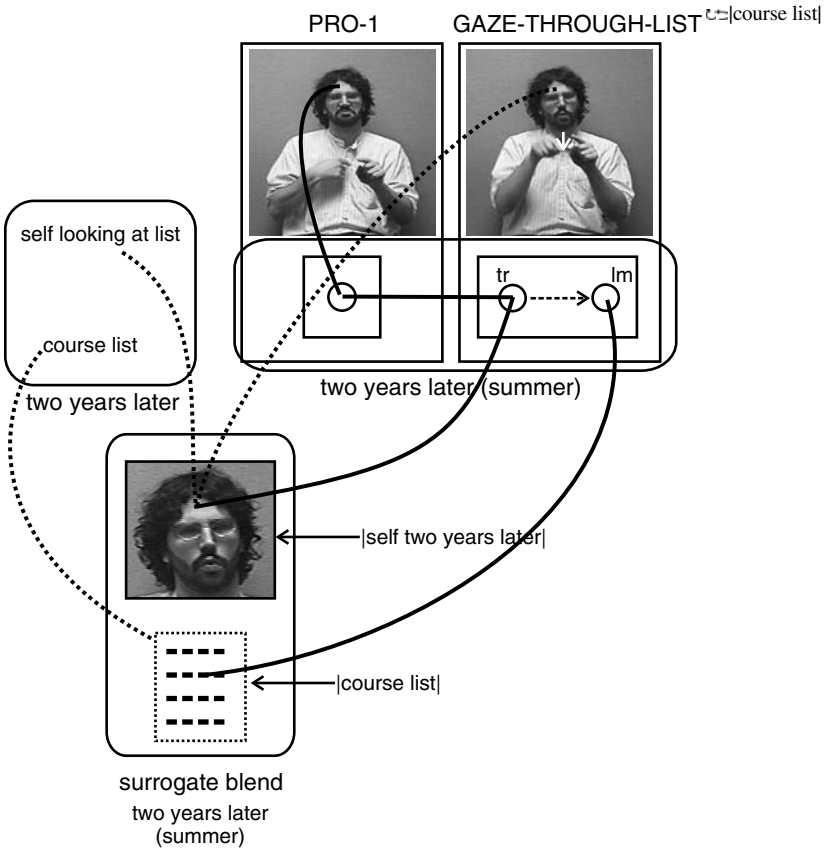 PRO-1
GAZE-THROUGH-LIST
|course list|
self looking at list
course list
two years later
tr
lm
two years later (summer)
|self two years later|
|course list|
surrogate blend
two years later
(summer)